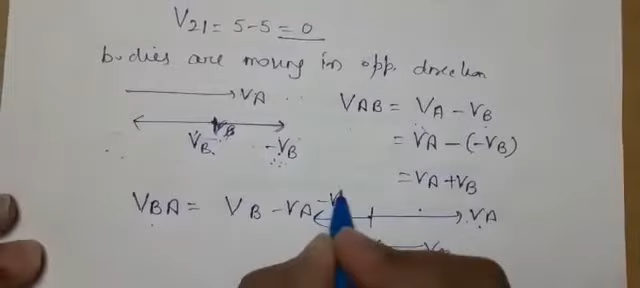 V21 = 5-5 = 0
bodies are moving in opp. direction
VA
VAB = VA - VB
VB
VB -VB
= VA - (-VB)
= VA + VB
VBA = VB - VA
VA